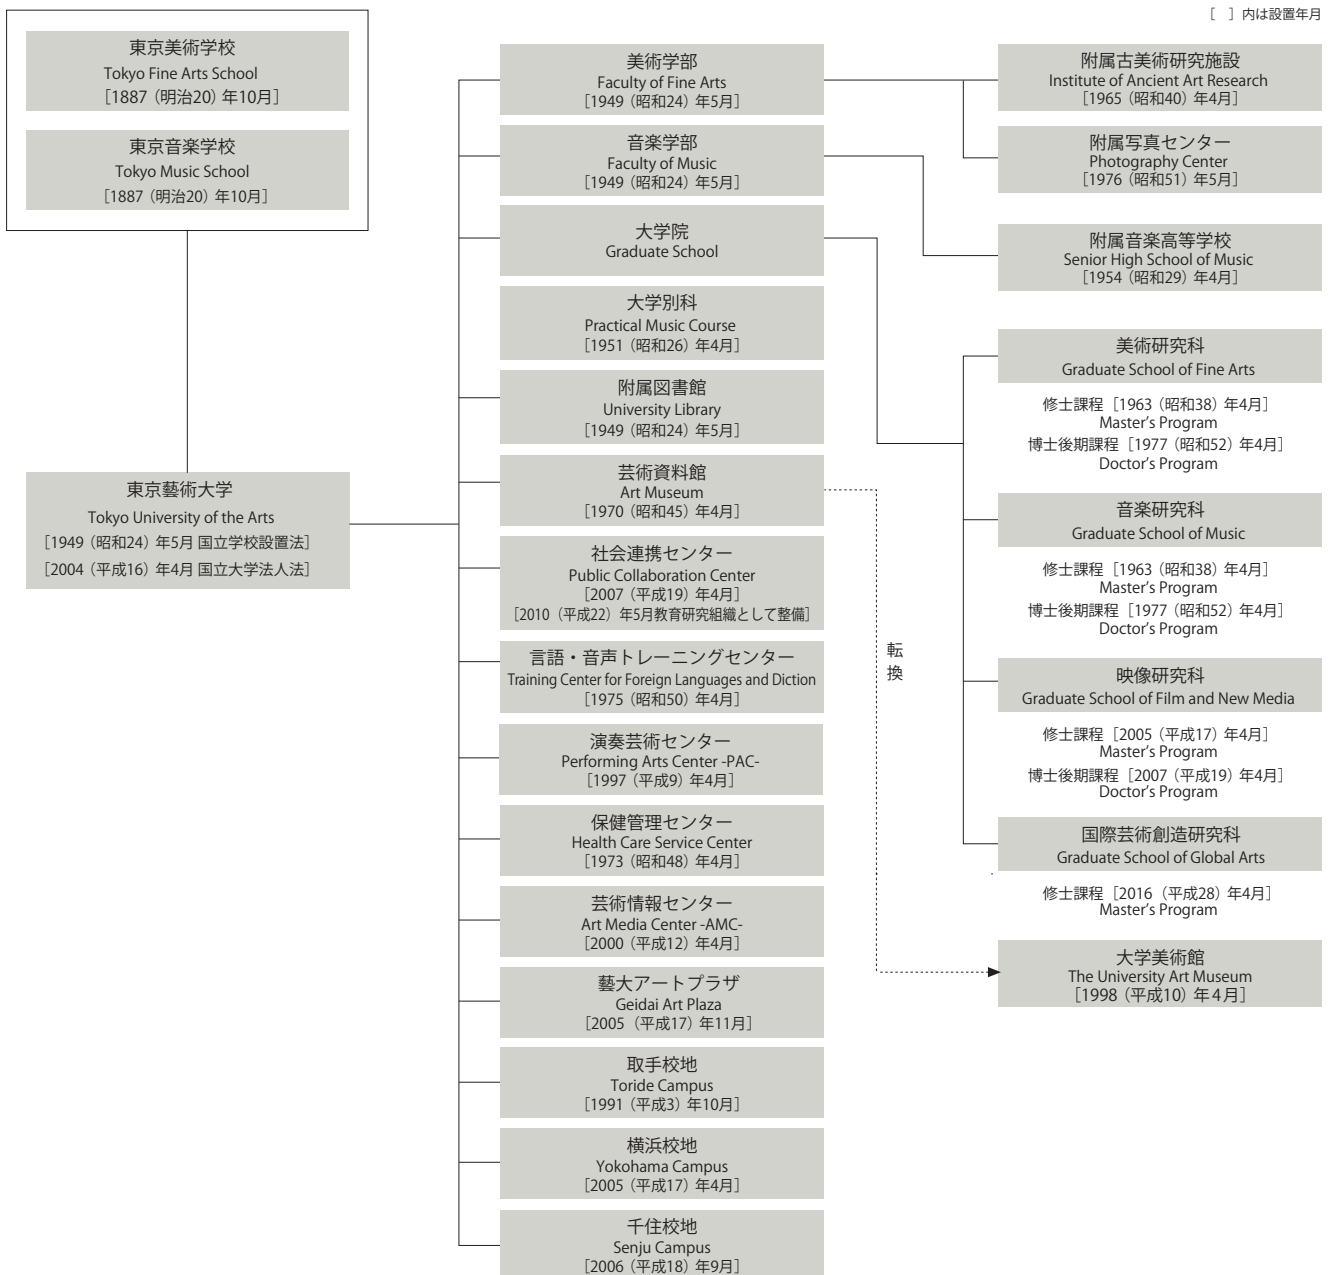 ［　］内は設置年月
東京美術学校
Tokyo Fine Arts School
［1887（明治20）年10月］
東京音楽学校
Tokyo Music School
［1887（明治20）年10月］
東京藝術大学
Tokyo University of the Arts
［1949（昭和24）年5月 国立学校設置法］
［2004（平成16）年4月 国立大学法人法］
美術学部
Faculty of Fine Arts
［1949（昭和24）年5月］
音楽学部
Faculty of Music
［1949（昭和24）年5月］
大学院
Graduate School
大学別科
Practical Music Course
［1951（昭和26）年4月］
附属図書館
University Library
［1949（昭和24）年5月］
芸術資料館
Art Museum
［1970（昭和45）年4月］
社会連携センター
Public Collaboration Center
［2007（平成19）年4月］
［2010（平成22）年5月教育研究組織として整備］
言語・音声トレーニングセンター
Training Center for Foreign Languages and Diction
［1975（昭和50）年4月］
演奏芸術センター
Performing Arts Center -PAC-
［1997（平成9）年4月］
保健管理センター
Health Care Service Center
［1973（昭和48）年4月］
芸術情報センター
Art Media Center -AMC-
［2000（平成12）年4月］
藝大アートプラザ
Geidai Art Plaza
［2005（平成17）年11月］
取手校地
Toride Campus
［1991（平成3）年10月］
横浜校地
Yokohama Campus
［2005（平成17）年4月］
千住校地
Senju Campus
［2006（平成18）年9月］
転換
附属古美術研究施設
Institute of Ancient Art Research
［1965（昭和40）年4月］
附属写真センター
Photography Center
［1976（昭和51）年5月］
附属音楽高等学校
Senior High School of Music
［1954（昭和29）年4月］
美術研究科
Graduate School of Fine Arts
修士課程［1963（昭和38）年4月］
Master's Program
博士後期課程［1977（昭和52）年4月］
Doctor's Program
音楽研究科
Graduate School of Music
修士課程［1963（昭和38）年4月］
Master's Program
博士後期課程［1977（昭和52）年4月］
Doctor's Program
映像研究科
Graduate School of Film and New Media
修士課程［2005（平成17）年4月］
Master's Program
博士後期課程［2007（平成19）年4月］
Doctor's Program
国際芸術創造研究科
Graduate School of Global Arts
修士課程［2016（平成28）年4月］
Master's Program
大学美術館
The University Art Museum
［1998（平成10）年4月］